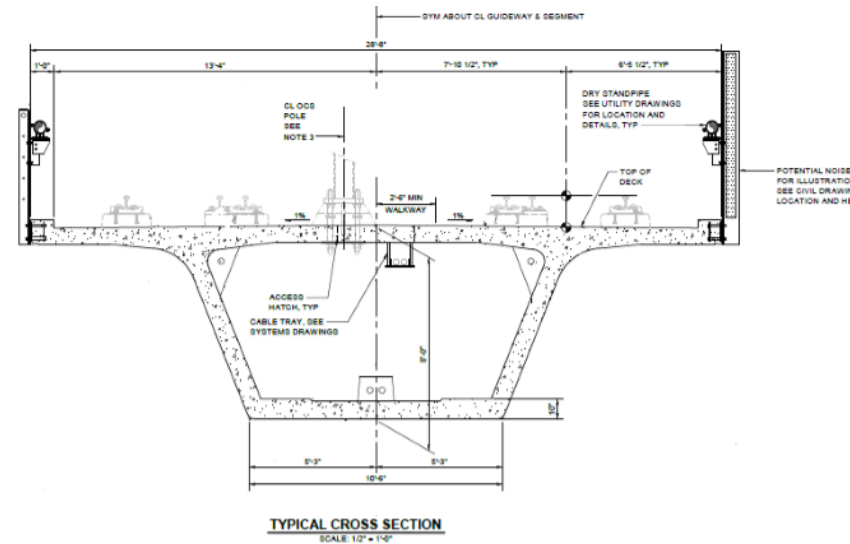 SYM ABOUT CL GUIDEWAY & SEGMENT
28'-8"
1'-0"
13'-4"
7'-10 1/2", TYP
6'-5 1/2", TYP
CL OCS
POLE
SEE
NOTE 3
DRY STANDPIPE
SEE UTILITY DRAWINGS
FOR LOCATION AND
DETAILS, TYP
TOP OF
DECK
POTENTIAL NOISE
FOR ILLUSTRATIO
SEE CIVIL DRAWIN
LOCATION AND HE
2'-6" MIN
WALKWAY
1%
1%
ACCESS
HATCH, TYP
CABLE TRAY, SEE
SYSTEMS DRAWINGS
10"
5'-3"
5'-3"
10'-6"
TYPICAL CROSS SECTION
SCALE: 1/2" = 1'-0"